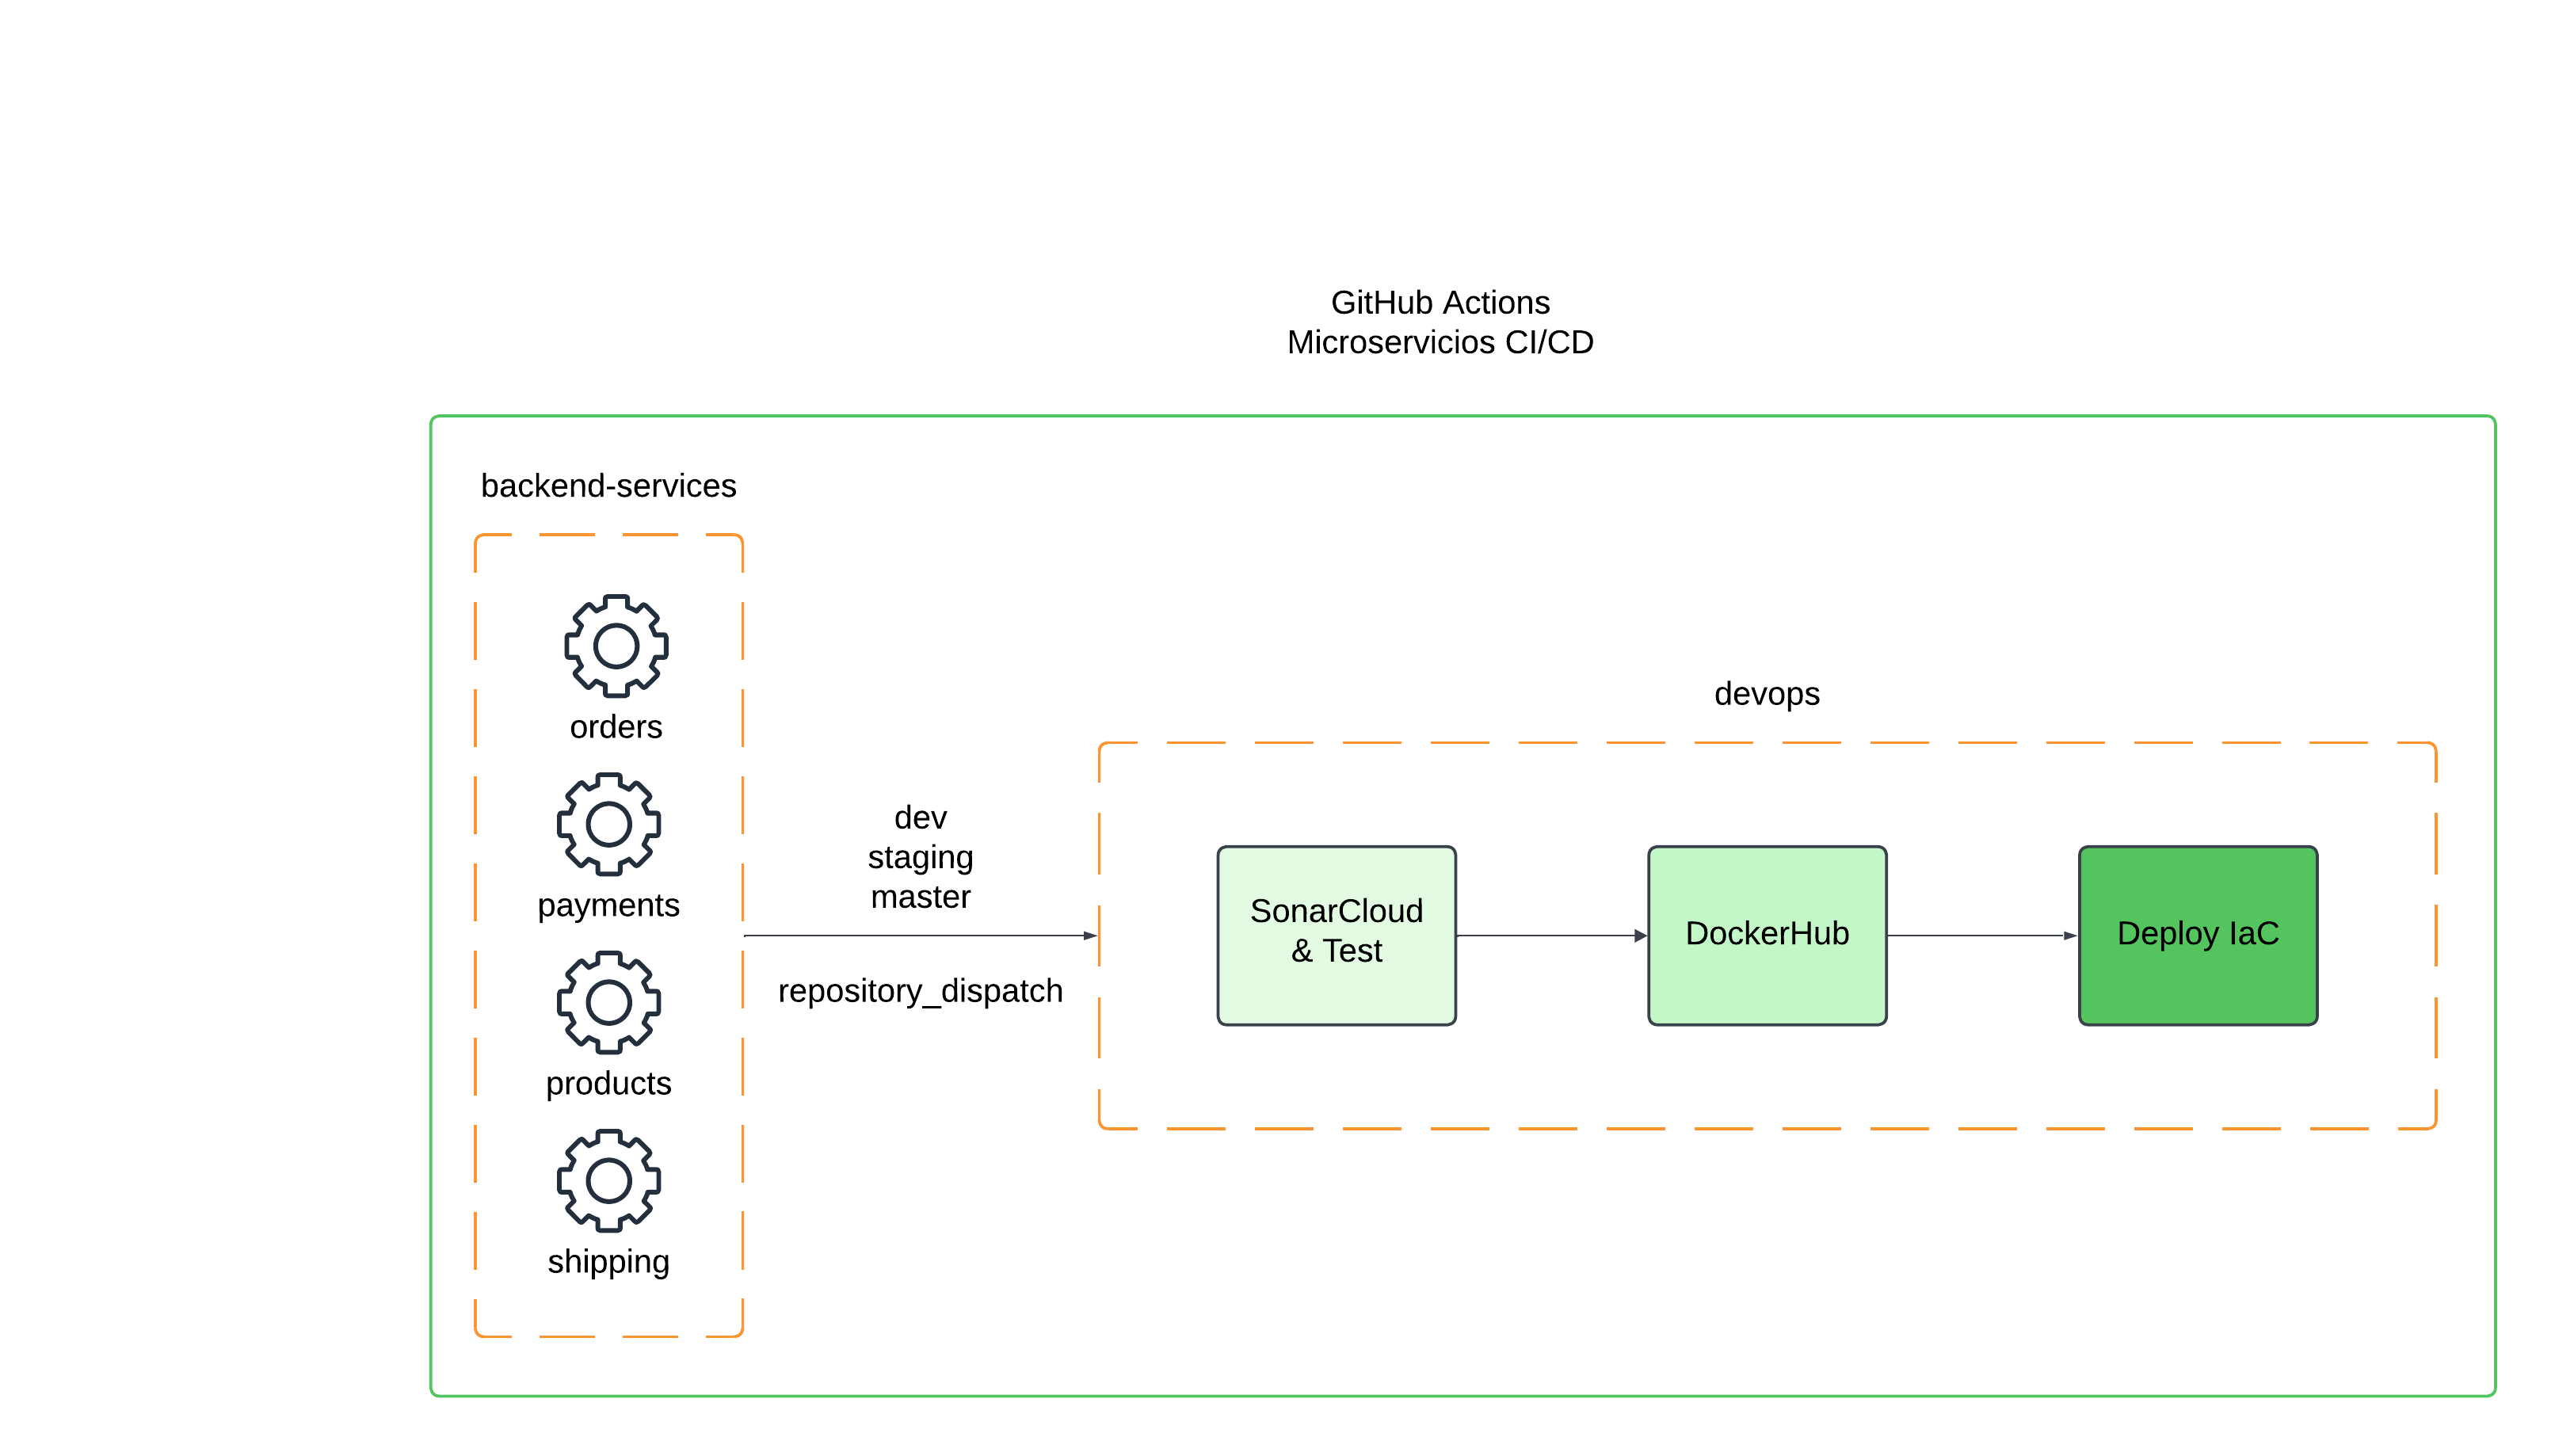 GitHub Actions
Microservicios CI/CD
backend-services
orders
payments
products
shipping
dev
staging
master
repository_dispatch
devops
SonarCloud
& Test
DockerHub
Deploy IaC